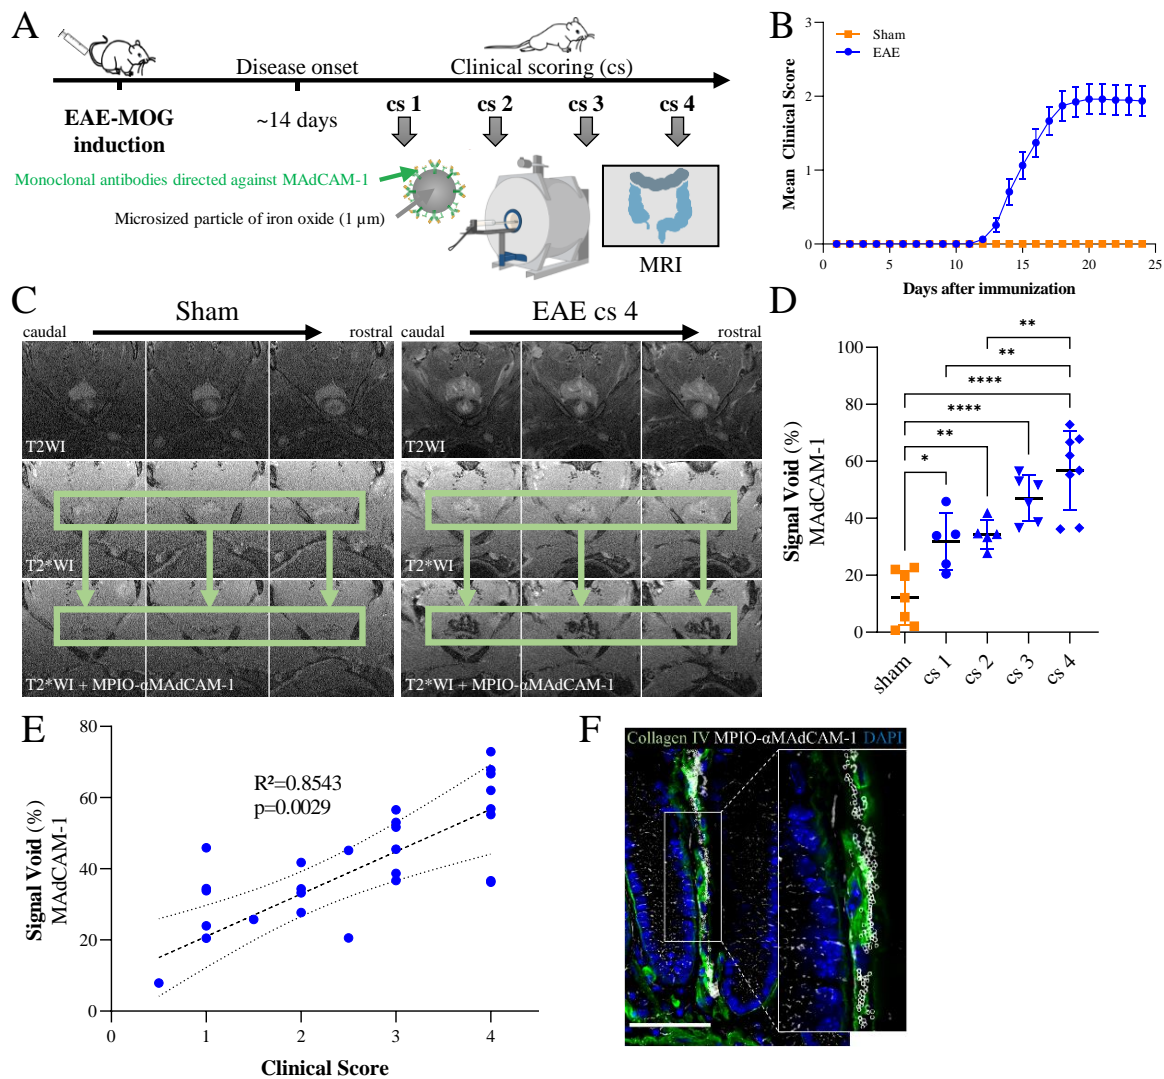 A
Disease onset
Clinical scoring (cs)
EAE-MOG
induction
~14 days
cs 1
cs 2
cs 3
cs 4
Monoclonal antibodies directed against MAdCAM-1
Microsized particle of iron oxide (1 µm)
MRI
B
Sham
EAE
Mean Clinical Score
3
2
1
0
0
5
10
15
20
25
Days after immunization
C
Sham
caudal
rostral
EAE cs 4
caudal
rostral
T2WI
T2WI
T2*WI
T2*WI
T2*WI + MPIO-αMAdCAM-1
T2*WI + MPIO-αMAdCAM-1
D
Signal Void (%)
MAdCAM-1
100
80
60
40
20
0
**
**
****
****
**
*
sham
cs 1
cs 2
cs 3
cs 4
E
Signal Void (%)
MAdCAM-1
80
60
40
20
0
R²=0.8543
p=0.0029
0
1
2
3
4
Clinical Score
F
Collagen IV MPIO-αMAdCAM-1 DAPI